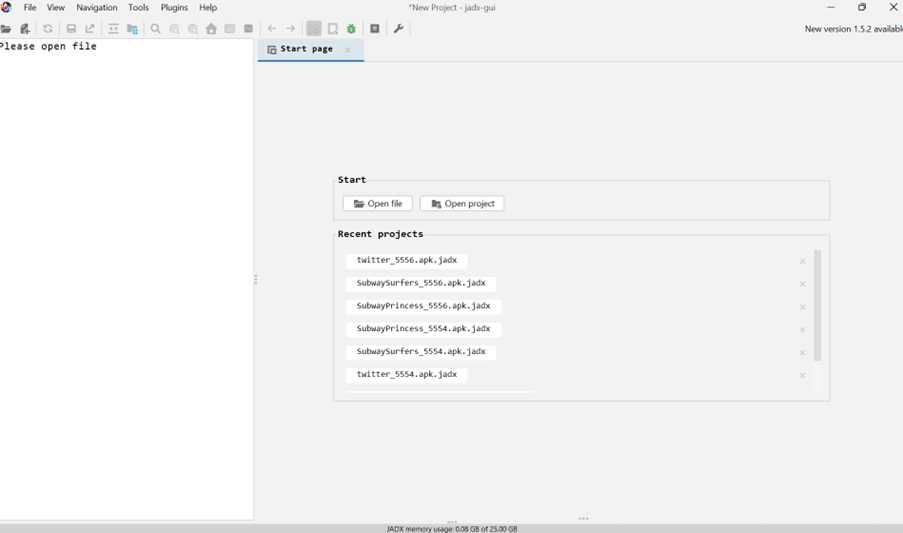 File View Navigation Tools Plugins Help
*New Project - jadx-gui
New version 1.5.2 available
Please open file
Start page
Start
Open file Open project
Recent projects
twitter_5556.apk.jadx
SubwaySurfers_5556.apk.jadx
SubwayPrincess_5556.apk.jadx
SubwayPrincess_5554.apk.jadx
SubwaySurfers_5554.apk.jadx
twitter_5554.apk.jadx
JADX memory usage: 0.08 GB of 25.00 GB